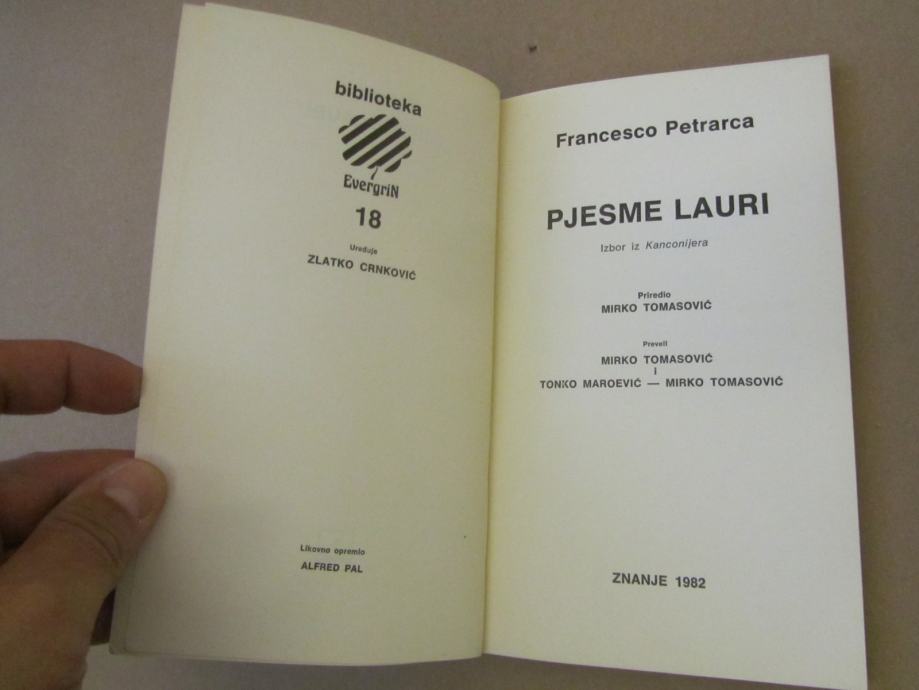 biblioteka
EvergriN
18
Uređuje
ZLATKO CRNKOVIĆ
Likovno opremio
ALFRED PAL
Francesco Petrarca
PJESME LAURI
Izbor iz Kanconijera
Priredio
MIRKO TOMASOVIĆ
Preveli
MIRKO TOMASOVIĆ
i
TONKO MAROEVIĆ — MIRKO TOMASOVIĆ
ZNANJE 1982